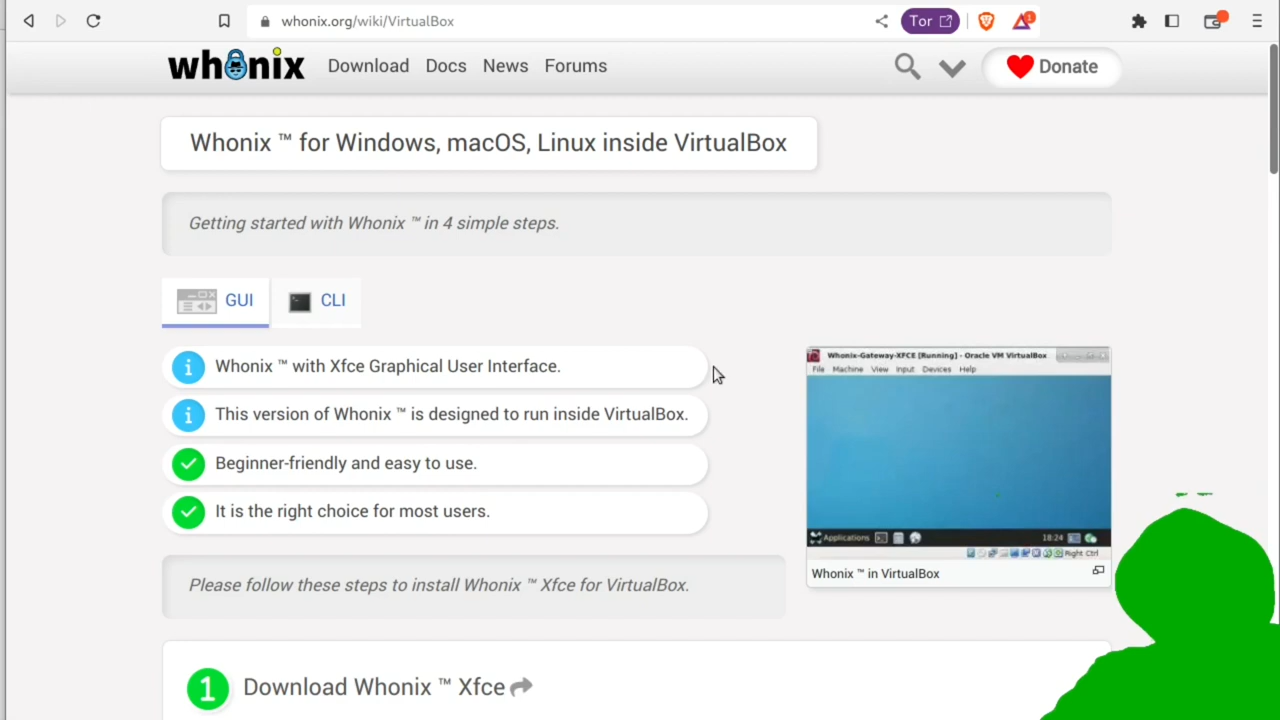 whonix.org/wiki/VirtualBox
Tor
1
whonix
Download
Docs
News
Forums
Donate
Whonix ™ for Windows, macOS, Linux inside VirtualBox
Getting started with Whonix ™ in 4 simple steps.
GUI
CLI
Whonix ™ with Xfce Graphical User Interface.
This version of Whonix ™ is designed to run inside VirtualBox.
Beginner-friendly and easy to use.
It is the right choice for most users.
Whonix-Gateway-XFCE [Running] - Oracle VM VirtualBox
File Machine View Input Devices Help
Applications
18:24
Right Ctrl
Whonix ™ in VirtualBox
Please follow these steps to install Whonix ™ Xfce for VirtualBox.
1 Download Whonix ™ Xfce